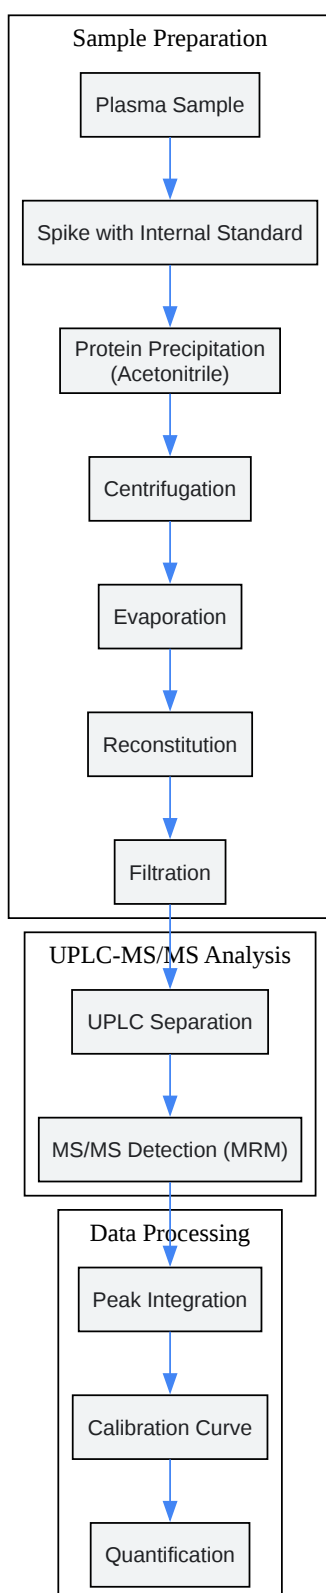 Sample Preparation
Plasma Sample
Spike with Internal Standard
Protein Precipitation
(Acetonitrile)
Centrifugation
Evaporation
Reconstitution
Filtration
UPLC-MS/MS Analysis
UPLC Separation
MS/MS Detection (MRM)
Data Processing
Peak Integration
Calibration Curve
Quantification